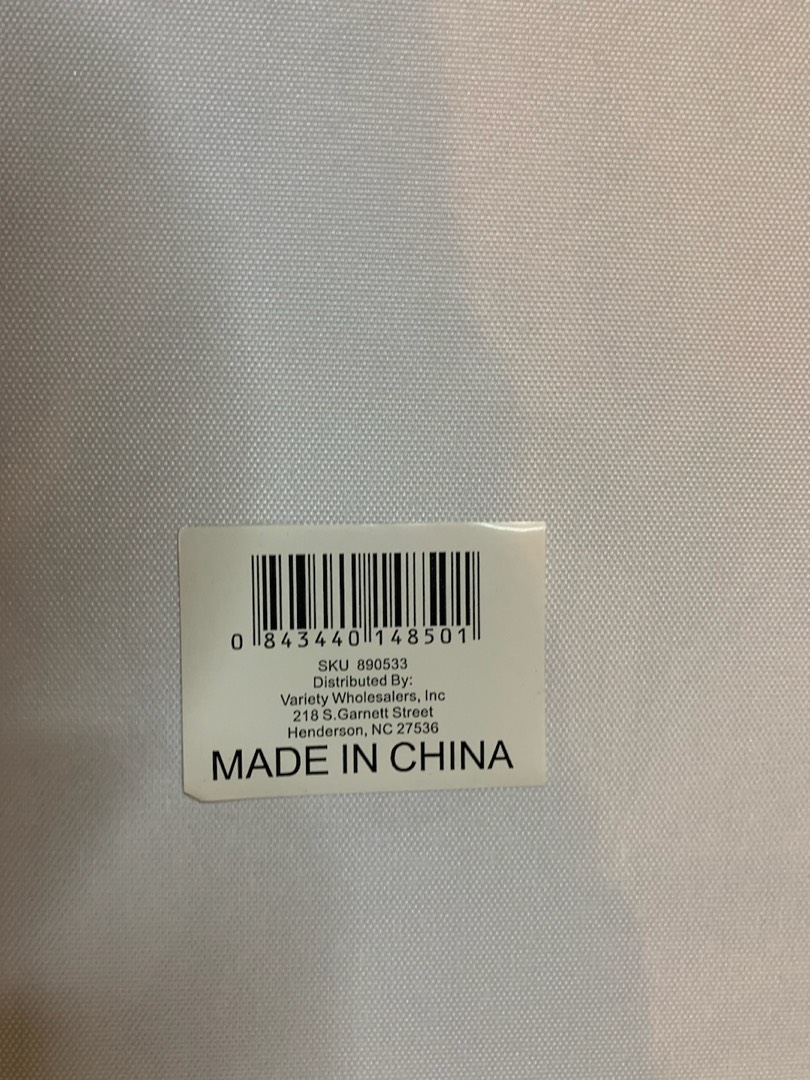 0 843440 148501
SKU 890533
Distributed By:
Variety Wholesalers, Inc
218 S.Garnett Street
Henderson, NC 27536
MADE IN CHINA